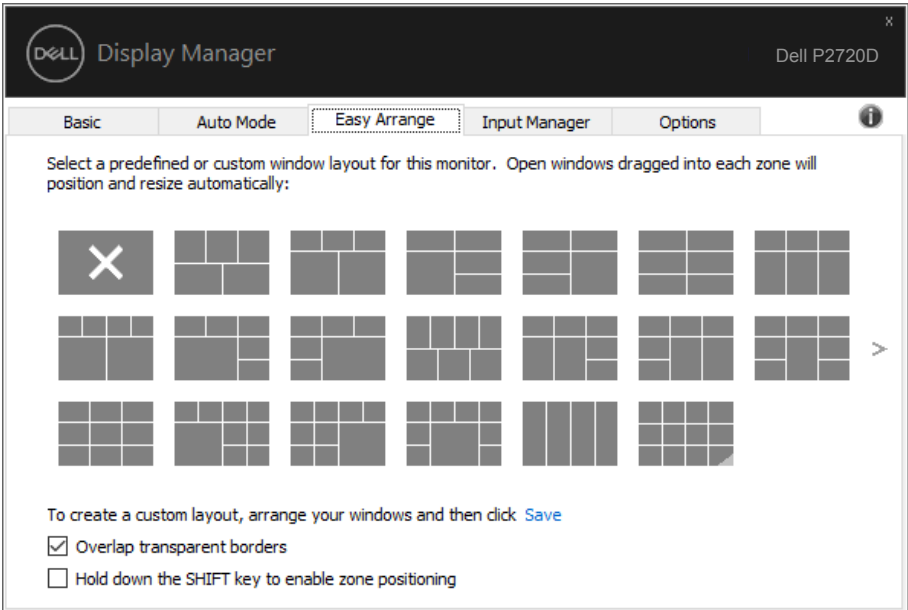 x
DELL Display Manager
Dell P2720D
Basic Auto Mode Easy Arrange Input Manager Options
Select a predefined or custom window layout for this monitor. Open windows dragged into each zone will
position and resize automatically:
>
To create a custom layout, arrange your windows and then click Save
Overlap transparent borders
Hold down the SHIFT key to enable zone positioning